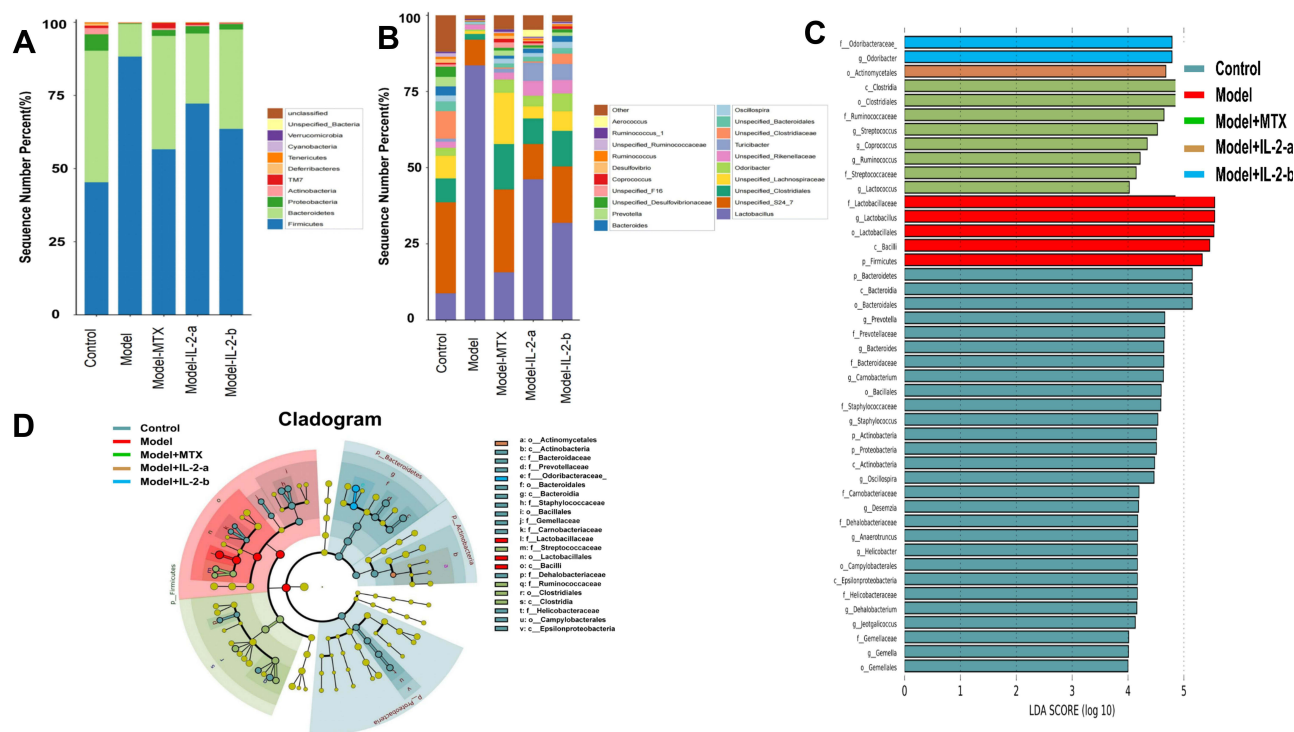 A
Sequence Number Percent(%)
100
75
50
25
0
Control
Model
Model-MTX
Model-IL-2-a
Model-IL-2-b
unclassified
Unspecified_Bacteria
Verrucomicrobia
Cyanobacteria
Tenericutes
Deferribacteres
TM7
Actinobacteria
Proteobacteria
Bacteroidetes
Firmicutes
B
Sequence Number Percent(%)
100
75
50
25
0
Control
Model
Model-MTX
Model-IL-2-a
Model-IL-2-b
Other
Aerococcus
Ruminococcus_1
Unspecified_Ruminococcaceae
Ruminococcus
Desulfovibrio
Coprococcus
Unspecified_F16
Unspecified_Desulfovibrionaceae
Prevotella
Bacteroides
Oscillospira
Unspecified_Bacteroidales
Unspecified_Clostridiaceae
Turicibacter
Unspecified_Rikenellaceae
Odoribacter
Unspecified_Lachnospiraceae
Unspecified_Clostridiales
Unspecified_S24_7
Lactobacillus
C
f__Odoribacteraceae_
g__Odoribacter
o__Actinomycetales
c__Clostridia
o__Clostridiales
f__Ruminococcaceae
g__Streptococcus
g__Coprococcus
g__Ruminococcus
f__Streptococcaceae
g__Lactococcus
f__Lactobacillaceae
g__Lactobacillus
o__Lactobacillales
c__Bacilli
p__Firmicutes
p__Bacteroidetes
c__Bacteroidia
o__Bacteroidales
g__Prevotella
f__Prevotellaceae
g__Bacteroides
f__Bacteroidaceae
g__Carnobacterium
o__Bacillales
f__Staphylococcaceae
g__Staphylococcus
p__Actinobacteria
p__Proteobacteria
c__Actinobacteria
g__Oscillospira
f__Carnobacteriaceae
g__Desemzia
f__Dehalobacteriaceae
g__Anaerotruncus
g__Helicobacter
o__Campylobacterales
c__Epsilonproteobacteria
f__Helicobacteraceae
g__Dehalobacterium
g__Jeotgalicoccus
f__Gemellaceae
g__Gemella
o__Gemellales
0 1 2 3 4 5
LDA SCORE (log 10)
Control
Model
Model+MTX
Model+IL-2-a
Model+IL-2-b
D
Cladogram
Control
Model
Model+MTX
Model+IL-2-a
Model+IL-2-b
p__Bacteroidetes
p__Actinobacteria
p__Firmicutes
p__Proteobacteria
a: o__Actinomycetales
b: c__Actinobacteria
c: f__Bacteroidaceae
d: f__Prevotellaceae
e: f___Odoribacteraceae_
f: o__Bacteroidales
g: c__Bacteroidia
h: f__Staphylococcaceae
i: o__Bacillales
j: f__Gemellaceae
k: f__Carnobacteriaceae
l: f__Lactobacillaceae
m: f__Streptococcaceae
n: o__Lactobacillales
o: c__Bacilli
p: f__Dehalobacteriaceae
q: f__Ruminococcaceae
r: o__Clostridiales
s: c__Clostridia
t: f__Helicobacteraceae
u: o__Campylobacterales
v: c__Epsilonproteobacteria